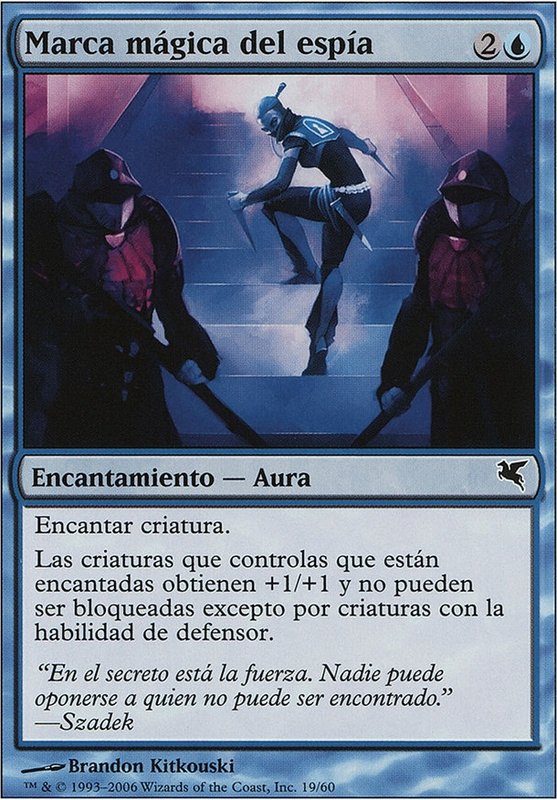 Marca mágica del espía 2
Encantamiento — Aura
Encantar criatura.
Las criaturas que controlas que están
encantadas obtienen +1/+1 y no pueden
ser bloqueadas excepto por criaturas con la
habilidad de defensor.
“En el secreto está la fuerza. Nadie puede
oponerse a quien no puede ser encontrado.”
—Szadek
Brandon Kitkouski
™ & © 1993–2006 Wizards of the Coast, Inc. 19/60